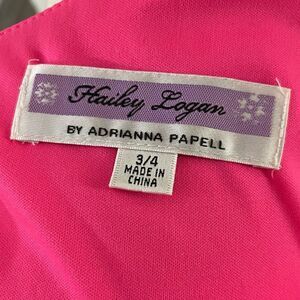 Hailey Logan
BY ADRIANNA PAPELL
3/4
MADE IN
CHINA